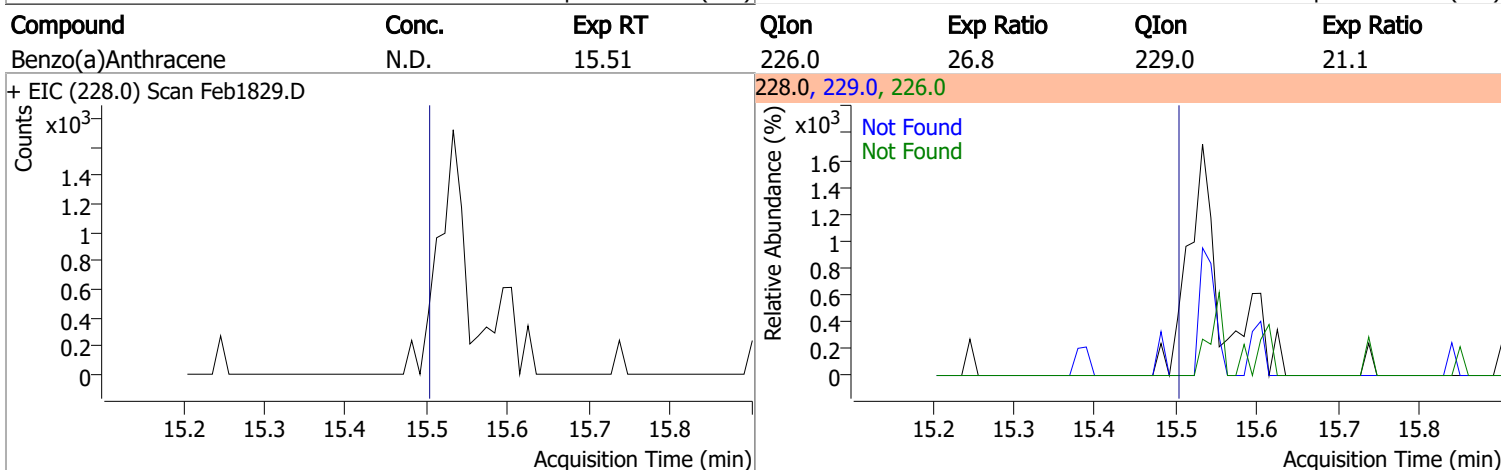 Compound Conc. Exp RT QIon Exp Ratio QIon Exp Ratio
Benzo(a)Anthracene N.D. 15.51 226.0 26.8 229.0 21.1
+ EIC (228.0) Scan Feb1829.D
Counts
x10³
1.4
1.2
1
0.8
0.6
0.4
0.2
0
15.2 15.3 15.4 15.5 15.6 15.7 15.8
Acquisition Time (min)
228.0, 229.0, 226.0
Relative Abundance (%)
x10³
Not Found
Not Found
1.6
1.4
1.2
1
0.8
0.6
0.4
0.2
0
15.2 15.3 15.4 15.5 15.6 15.7 15.8
Acquisition Time (min)